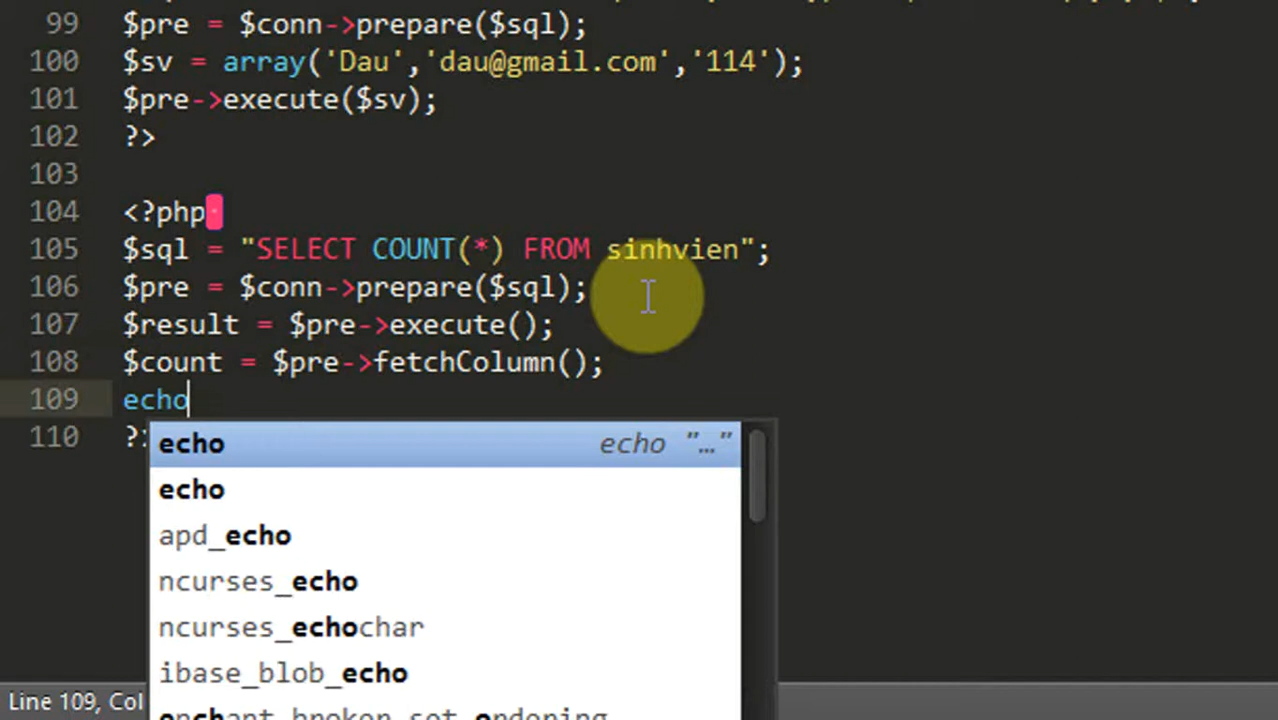 99 $pre = $conn->prepare($sql);
100 $sv = array('Dau','dau@gmail.com','114');
101 $pre->execute($sv);
102 ?>
103
104 <?php
105 $sql = "SELECT COUNT(*) FROM sinhvien";
106 $pre = $conn->prepare($sql);
107 $result = $pre->execute();
108 $count = $pre->fetchColumn();
109 echo
110
echo echo "…"
echo
apd_echo
ncurses_echo
ncurses_echochar
ibase_blob_echo
enchant_broker_set_ordering
Line 109, Col